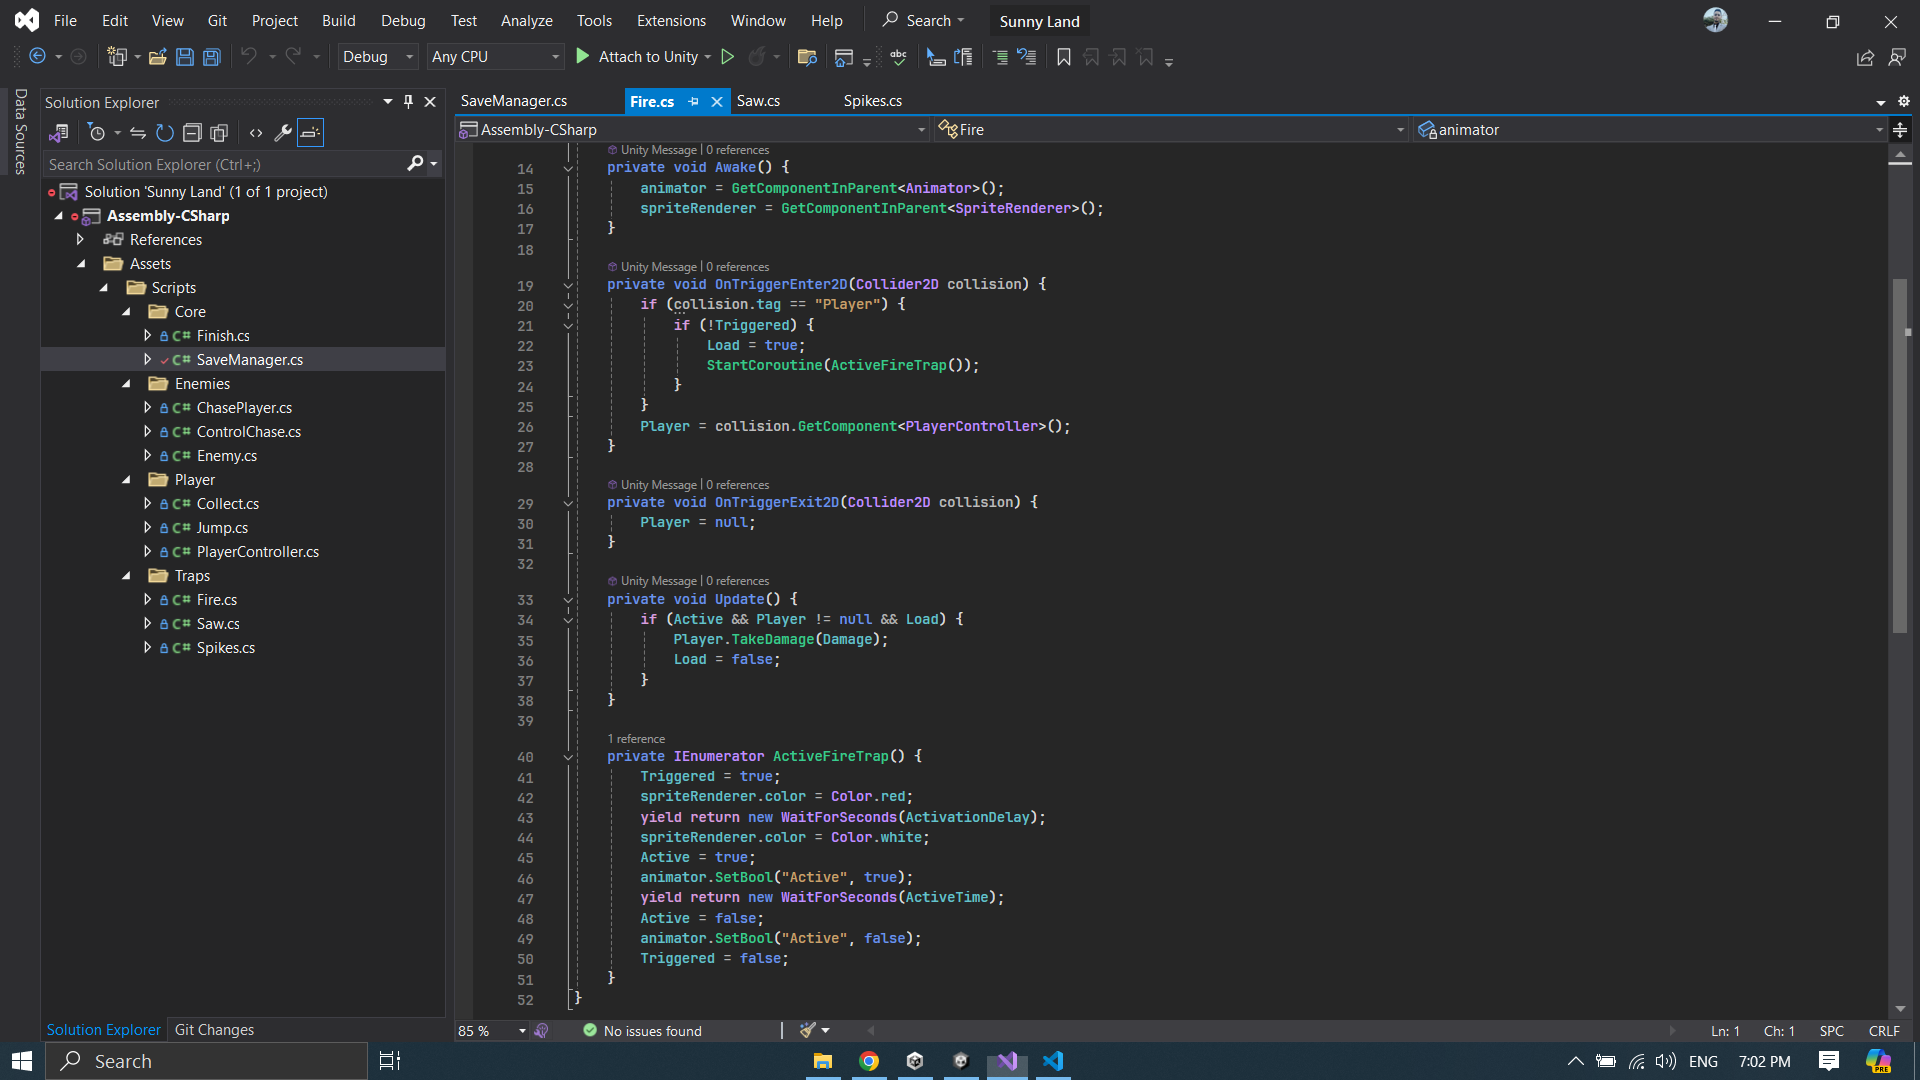 File Edit View Git Project Build Debug Test Analyze Tools Extensions Window Help Search Sunny Land
Debug Any CPU Attach to Unity
Data Sources
Solution Explorer
Search Solution Explorer (Ctrl+;)
Solution 'Sunny Land' (1 of 1 project)
Assembly-CSharp
References
Assets
Scripts
Core
C# Finish.cs
C# SaveManager.cs
Enemies
C# ChasePlayer.cs
C# ControlChase.cs
C# Enemy.cs
Player
C# Collect.cs
C# Jump.cs
C# PlayerController.cs
Traps
C# Fire.cs
C# Saw.cs
C# Spikes.cs
Solution Explorer Git Changes
SaveManager.cs Fire.cs Saw.cs Spikes.cs
Assembly-CSharp Fire animator
Unity Message | 0 references
14 private void Awake() {
15 animator = GetComponentInParent<Animator>();
16 spriteRenderer = GetComponentInParent<SpriteRenderer>();
17 }
18
Unity Message | 0 references
19 private void OnTriggerEnter2D(Collider2D collision) {
20 if (collision.tag == "Player") {
21 if (!Triggered) {
22 Load = true;
23 StartCoroutine(ActiveFireTrap());
24 }
25 }
26 Player = collision.GetComponent<PlayerController>();
27 }
28
Unity Message | 0 references
29 private void OnTriggerExit2D(Collider2D collision) {
30 Player = null;
31 }
32
Unity Message | 0 references
33 private void Update() {
34 if (Active && Player != null && Load) {
35 Player.TakeDamage(Damage);
36 Load = false;
37 }
38 }
39
1 reference
40 private IEnumerator ActiveFireTrap() {
41 Triggered = true;
42 spriteRenderer.color = Color.red;
43 yield return new WaitForSeconds(ActivationDelay);
44 spriteRenderer.color = Color.white;
45 Active = true;
46 animator.SetBool("Active", true);
47 yield return new WaitForSeconds(ActiveTime);
48 Active = false;
49 animator.SetBool("Active", false);
50 Triggered = false;
51 }
52 }
85 % No issues found Ln: 1 Ch: 1 SPC CRLF
Search ENG 7:02 PM PRE